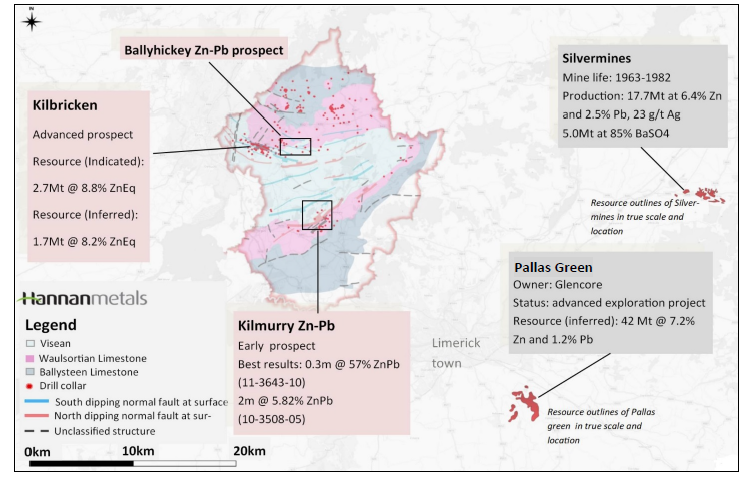 N
Ballyhickey Zn-Pb prospect
Kilbricken
Advanced prospect
Resource (Indicated):
2.7Mt @ 8.8% ZnEq
Resource (Inferred):
1.7Mt @ 8.2% ZnEq
Silvermines
Mine life: 1963-1982
Production: 17.7Mt at 6.4% Zn
and 2.5% Pb, 23 g/t Ag
5.0Mt at 85% BaSO4
Resource outlines of Silver-
mines in true scale and
location
Pallas Green
Owner: Glencore
Status: advanced exploration project
Resource (inferred): 42 Mt @ 7.2%
Zn and 1.2% Pb
Resource outlines of Pallas
green in true scale and
location
Limerick
town
Kilmurry Zn-Pb
Early prospect
Best results: 0.3m @ 57% ZnPb
(11-3643-10)
2m @ 5.82% ZnPb
(10-3508-05)
Hannanmetals
Legend
Visean
Waulsortian Limestone
Ballysteen Limestone
Drill collar
South dipping normal fault at surface
North dipping normal fault at sur-
Unclassified structure
0km 10km 20km